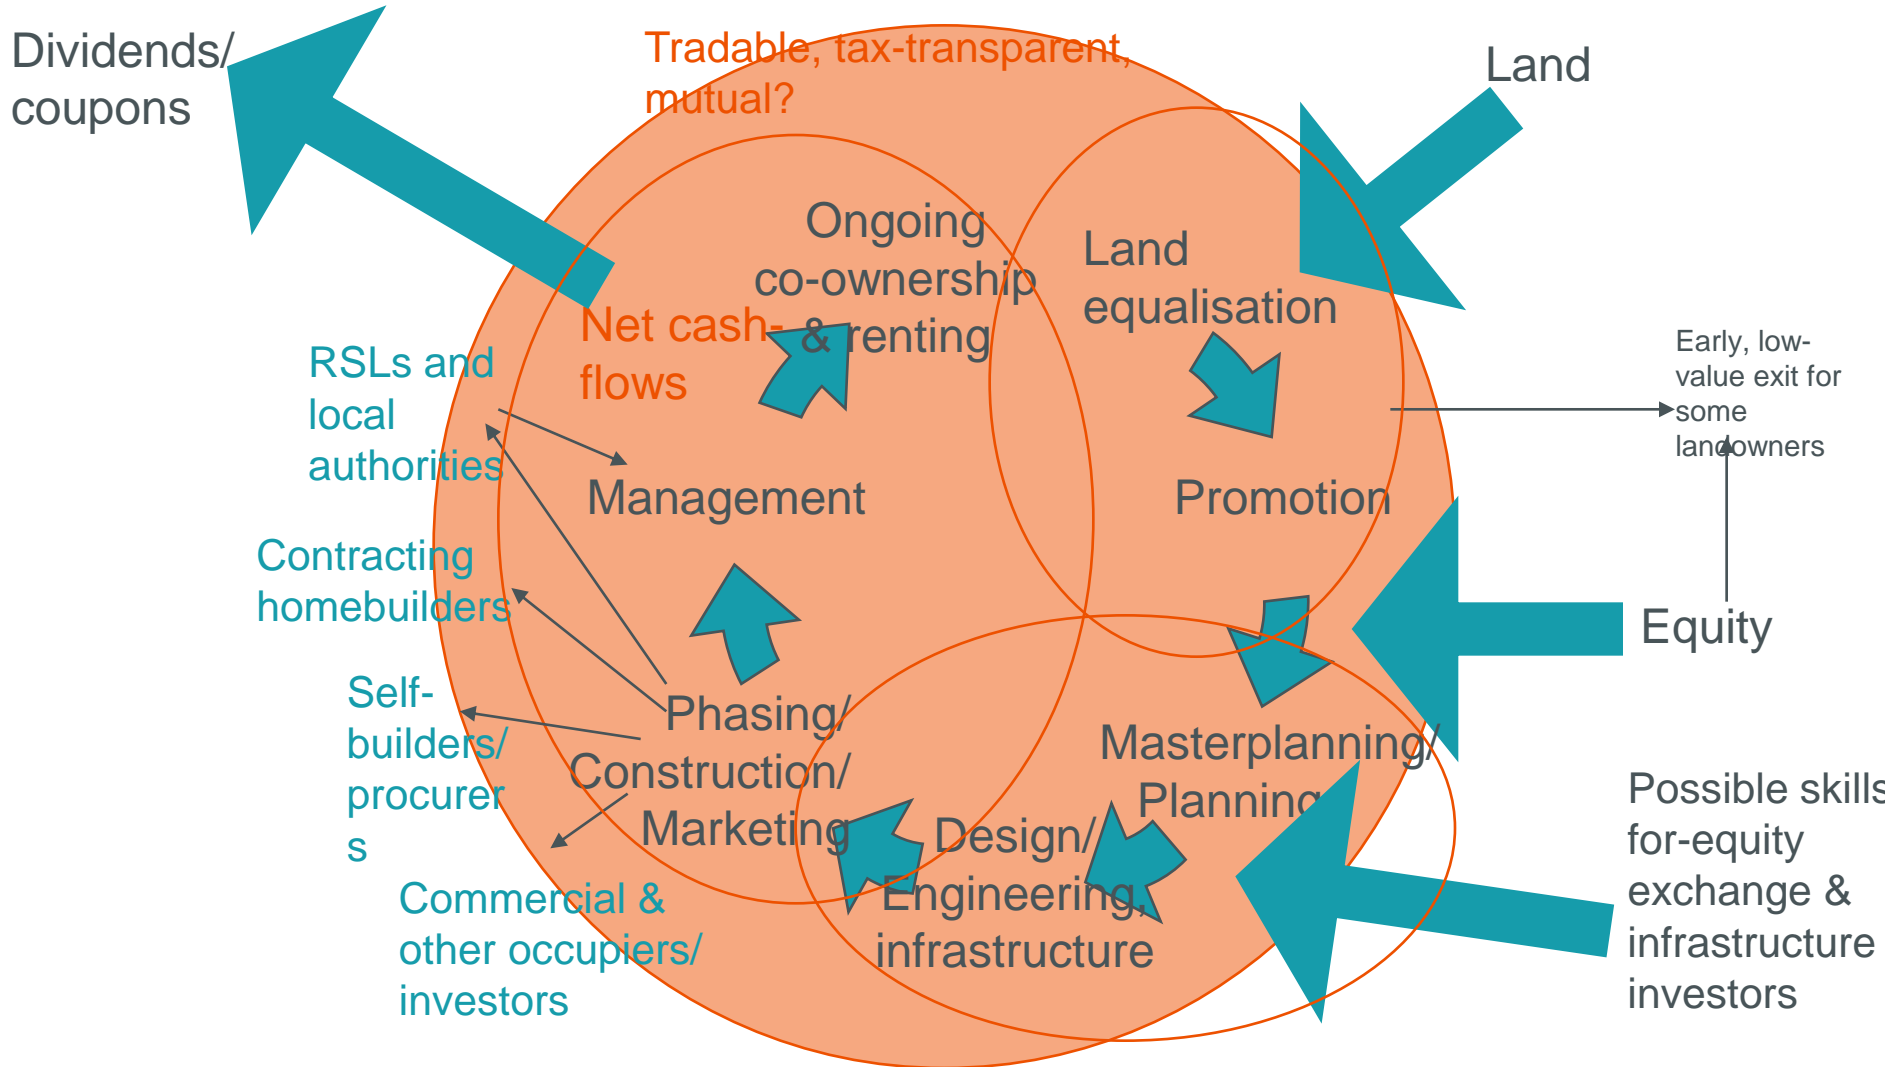 Dividends/
coupons
Tradable, tax-transparent,
mutual?
Land
Ongoing
co-ownership
& renting
Land
equalisation
Net cash-
flows
Early, low-
value exit for
some
landowners
RSLs and
local
authorities
Management
Promotion
Contracting
homebuilders
Equity
Self-
builders/
procurer
s
Phasing/
Construction/
Marketing
Masterplanning/
Planning
Design/
Engineering,
infrastructure
Possible skills
for-equity
exchange &
infrastructure
investors
Commercial &
other occupiers/
investors